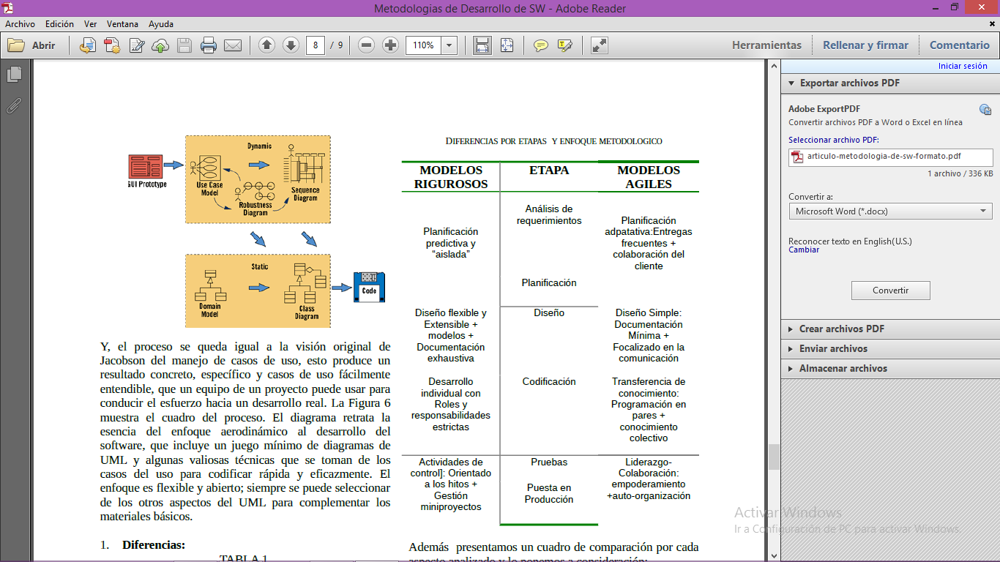 Metodologias de Desarrollo de SW - Adobe Reader
Archivo Edición Ver Ventana Ayuda
Abrir
8 / 9
110%
Herramientas
Rellenar y firmar
Comentario
Dynamic
GUI Prototype
Use Case
Model
Sequence
Diagram
Robustness
Diagram
Static
Domain
Model
Class
Diagram
Code
Y, el proceso se queda igual a la visión original de
Jacobson del manejo de casos de uso, esto produce un
resultado concreto, específico y casos de uso fácilmente
entendible, que un equipo de un proyecto puede usar para
conducir el esfuerzo hacia un desarrollo real. La Figura 6
muestra el cuadro del proceso. El diagrama retrata la
esencia del enfoque aerodinámico al desarrollo del
software, que incluye un juego mínimo de diagramas de
UML y algunas valiosas técnicas que se toman de los
casos del uso para codificar rápida y eficazmente. El
enfoque es flexible y abierto; siempre se puede seleccionar
de los otros aspectos del UML para complementar los
materiales básicos.
1. Diferencias:
TABLA 1
DIFERENCIAS POR ETAPAS Y ENFOQUE METODOLOGICO
MODELOS
RIGUROSOS
ETAPA
MODELOS
AGILES
Planificación
predictiva y
“aislada”
Análisis de
requerimientos
Planificación
Planificación
adpatativa:Entregas
frecuentes +
colaboración del
cliente
Diseño flexible y
Extensible +
modelos +
Documentación
exhaustiva
Diseño
Diseño Simple:
Documentación
Mínima +
Focalizado en la
comunicación
Desarrollo
individual con
Roles y
responsabilidades
estrictas
Codificación
Transferencia de
conocimiento:
Programación en
pares +
conocimiento
colectivo
Actividades de
control]: Orientado
a los hitos +
Gestión
miniproyectos
Pruebas
Puesta en
Producción
Liderazgo-
Colaboración:
empoderamiento
+auto-organización
Además presentamos un cuadro de comparación por cada
aspecto analizado y lo ponemos a consideración:
Iniciar sesión
Exportar archivos PDF
Adobe ExportPDF
Convertir archivos PDF a Word o Excel en línea
Seleccionar archivo PDF:
articulo-metodologia-de-sw-formato.pdf
1 archivo / 336 KB
Convertir a:
Microsoft Word (*.docx)
Reconocer texto en English(U.S.)
Cambiar
Convertir
Crear archivos PDF
Enviar archivos
Almacenar archivos
Activar Windows
Ir a Configuración de PC para activar Windows.